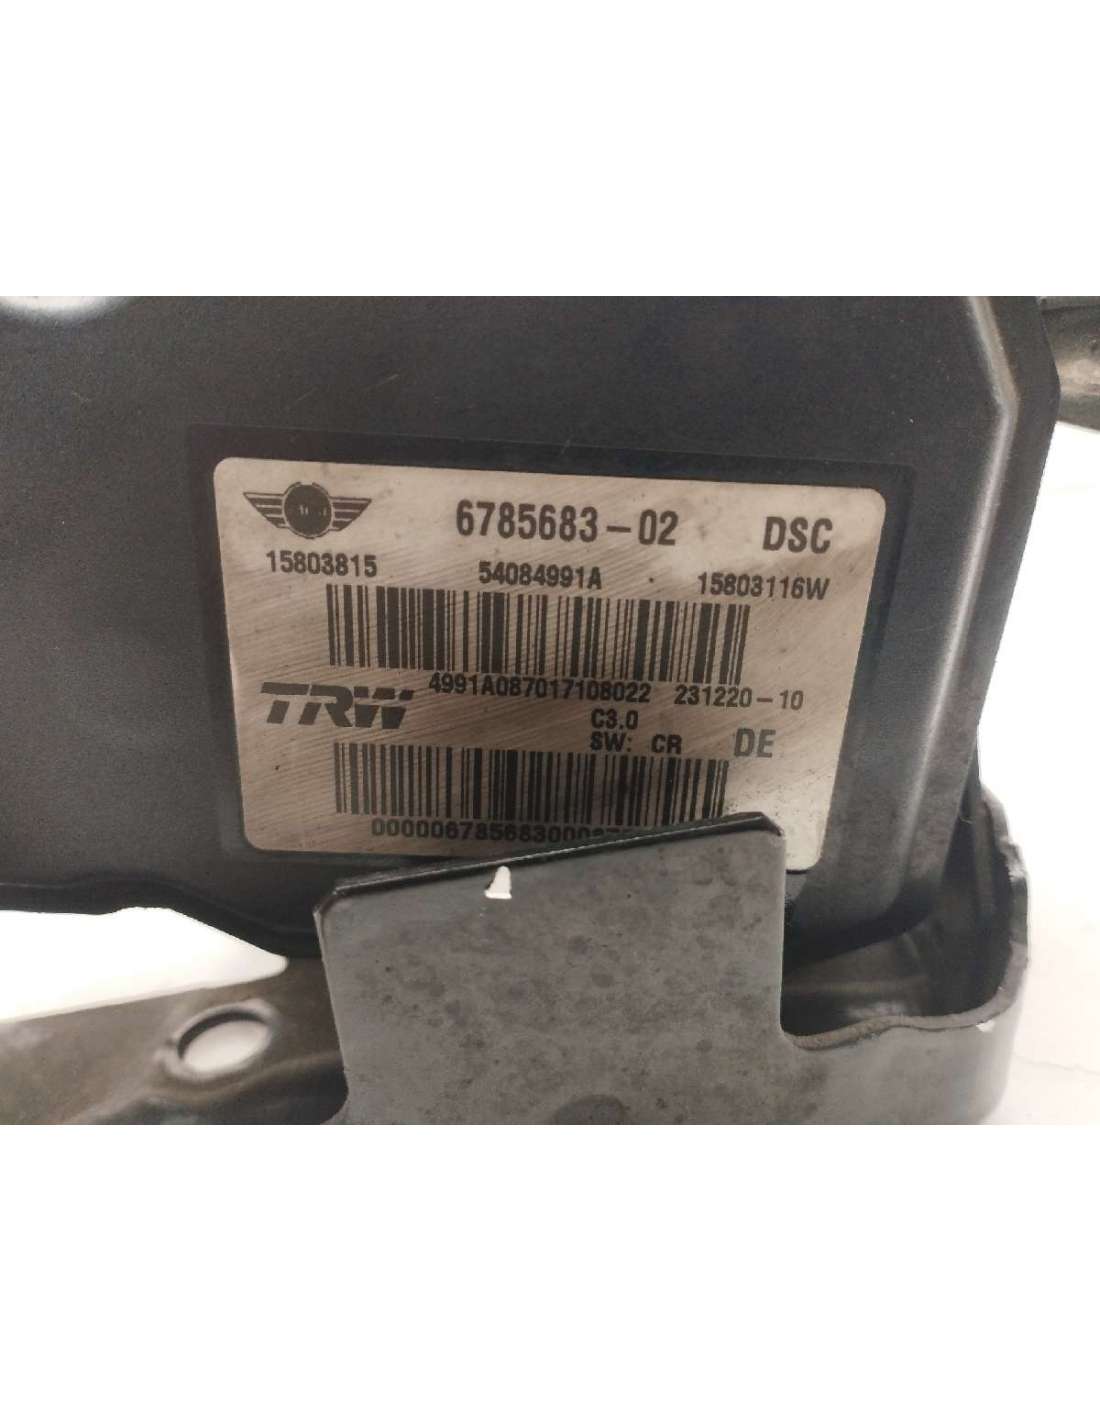 6785683-02 DSC
15803815 54084991A 15803116W
4991A087017108022 231220-10
TRW
C3.0
SW: CR DE